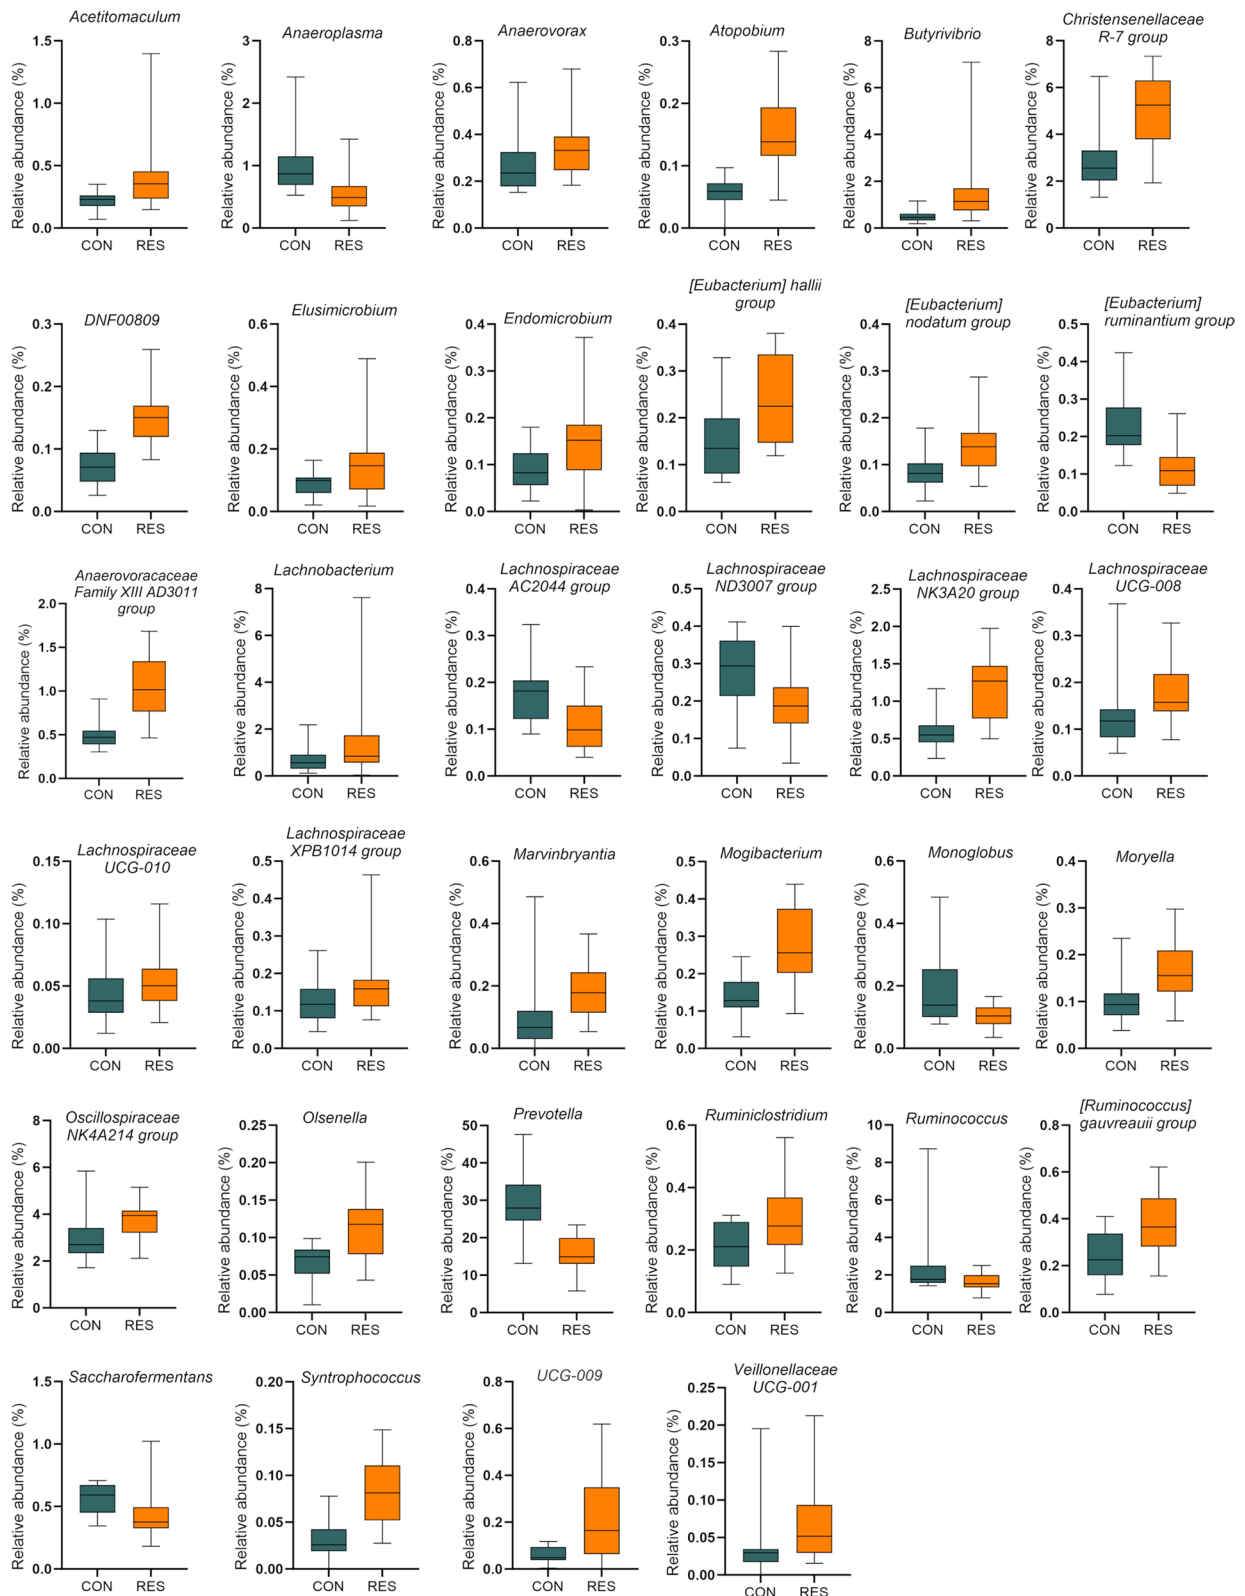 Acetitomaculum
Relative abundance (%)
1.5
1.0
0.5
0.0
CON RES
Anaeroplasma
Relative abundance (%)
3
2
1
0
CON RES
Anaerovorax
Relative abundance (%)
0.8
0.6
0.4
0.2
0.0
CON RES
Atopobium
Relative abundance (%)
0.3
0.2
0.1
0.0
CON RES
Butyrivibrio
Relative abundance (%)
8
6
4
2
0
CON RES
Christensenellaceae
R-7 group
Relative abundance (%)
8
6
4
2
0
CON RES
DNF00809
Relative abundance (%)
0.3
0.2
0.1
0.0
CON RES
Elusimicrobium
Relative abundance (%)
0.6
0.4
0.2
0.0
CON RES
Endomicrobium
Relative abundance (%)
0.4
0.3
0.2
0.1
0.0
CON RES
[Eubacterium] hallii
group
Relative abundance (%)
0.4
0.3
0.2
0.1
0.0
CON RES
[Eubacterium]
nodatum group
Relative abundance (%)
0.4
0.3
0.2
0.1
0.0
CON RES
[Eubacterium]
ruminantium group
Relative abundance (%)
0.5
0.4
0.3
0.2
0.1
0.0
CON RES
Anaerovoracaceae
Family XIII AD3011
group
Relative abundance (%)
2.0
1.5
1.0
0.5
0.0
CON RES
Lachnobacterium
Relative abundance (%)
8
6
4
2
0
CON RES
Lachnospiraceae
AC2044 group
Relative abundance (%)
0.4
0.3
0.2
0.1
0.0
CON RES
Lachnospiraceae
ND3007 group
Relative abundance (%)
0.5
0.4
0.3
0.2
0.1
0.0
CON RES
Lachnospiraceae
NK3A20 group
Relative abundance (%)
2.5
2.0
1.5
1.0
0.5
0.0
CON RES
Lachnospiraceae
UCG-008
Relative abundance (%)
0.4
0.3
0.2
0.1
0.0
CON RES
Lachnospiraceae
UCG-010
Relative abundance (%)
0.15
0.10
0.05
0.00
CON RES
Lachnospiraceae
XPB1014 group
Relative abundance (%)
0.5
0.4
0.3
0.2
0.1
0.0
CON RES
Marvinbryantia
Relative abundance (%)
0.6
0.4
0.2
0.0
CON RES
Mogibacterium
Relative abundance (%)
0.5
0.4
0.3
0.2
0.1
0.0
CON RES
Monoglobus
Relative abundance (%)
0.6
0.4
0.2
0.0
CON RES
Moryella
Relative abundance (%)
0.4
0.3
0.2
0.1
0.0
CON RES
Oscillospiraceae
NK4A214 group
Relative abundance (%)
8
6
4
2
0
CON RES
Olsenella
Relative abundance (%)
0.25
0.20
0.15
0.10
0.05
0.00
CON RES
Prevotella
Relative abundance (%)
50
40
30
20
10
0
CON RES
Ruminiclostridium
Relative abundance (%)
0.6
0.4
0.2
0.0
CON RES
Ruminococcus
Relative abundance (%)
10
8
6
4
2
0
CON RES
[Ruminococcus]
gauvreauii group
Relative abundance (%)
0.8
0.6
0.4
0.2
0.0
CON RES
Saccharofermentans
Relative abundance (%)
1.5
1.0
0.5
0.0
CON RES
Syntrophococcus
Relative abundance (%)
0.20
0.15
0.10
0.05
0.00
CON RES
UCG-009
Relative abundance (%)
0.8
0.6
0.4
0.2
0.0
CON RES
Veillonellaceae
UCG-001
Relative abundance (%)
0.25
0.20
0.15
0.10
0.05
0.00
CON RES